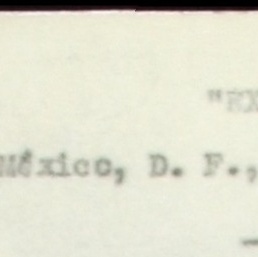 México, D. F.,